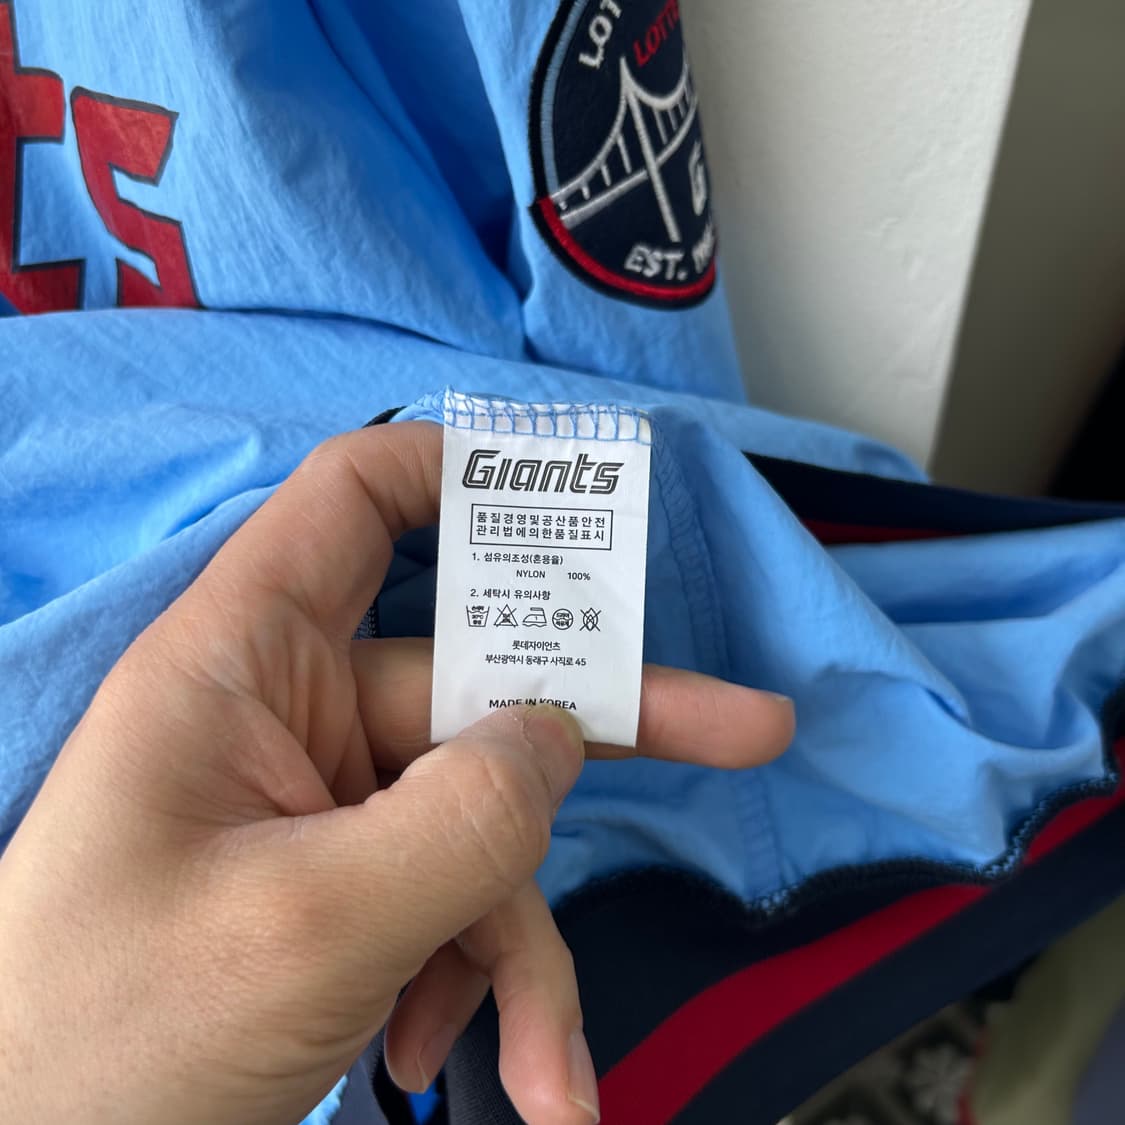 LOT
LOTTE
ts
G
EST.
Giants
품질경영및공산품안전
관리법에의한품질표시
1. 섬유의조성(혼용율)
NYLON 100%
2. 세탁시 유의사항
롯데자이언츠
부산광역시 동래구 사직로 45
MADE IN KOREA